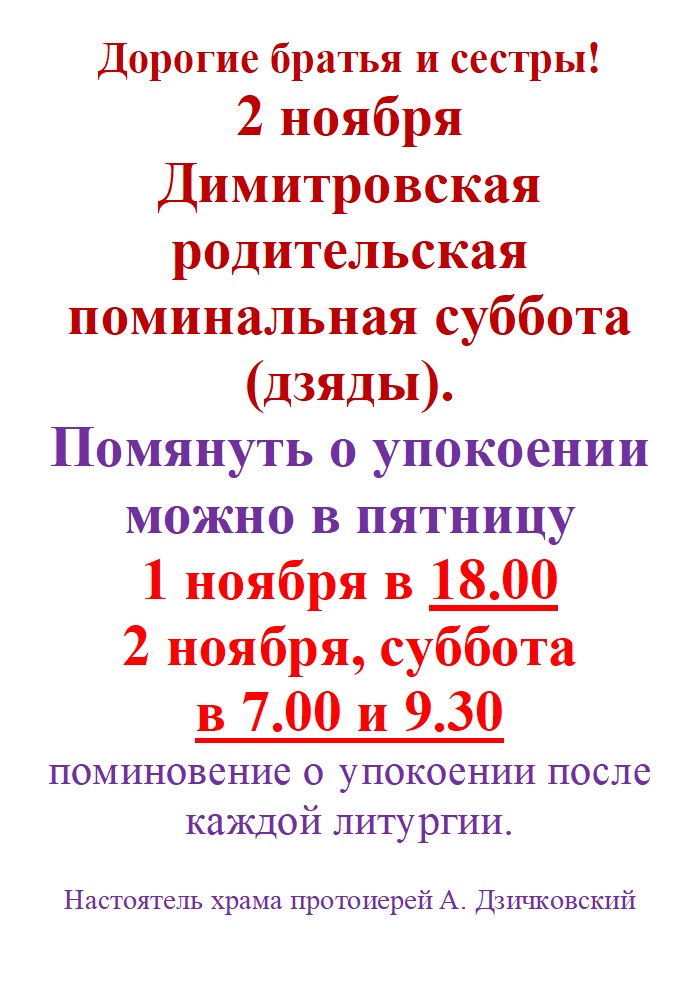 Дорогие братья и сестры!
2 ноября
Димитровская
родительская
поминальная суббота
(дзяды).
Помянуть о упокоении
можно в пятницу
1 ноября в 18.00
2 ноября, суббота
в 7.00 и 9.30
поминовение о упокоении после
каждой литургии.
Настоятель храма протоиерей А. Дзичковский